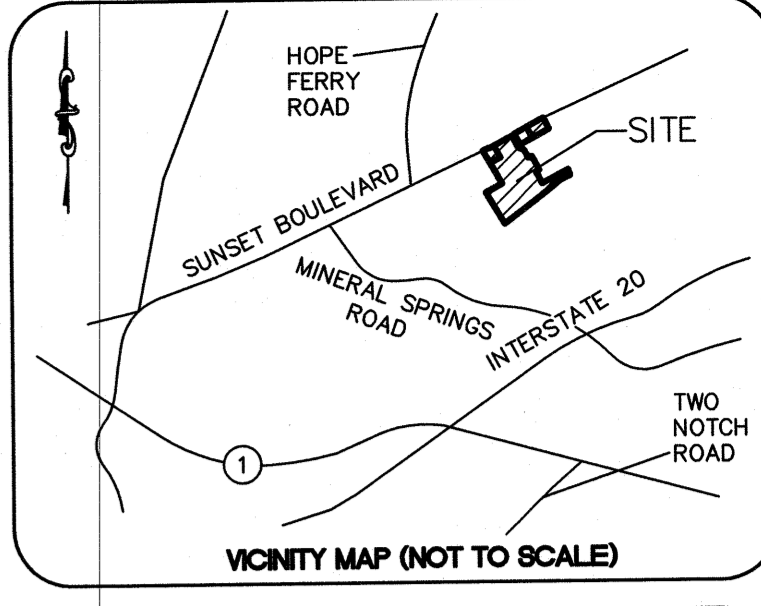 HOPE
FERRY
ROAD
SITE
SUNSET BOULEVARD
MINERAL SPRINGS
ROAD
INTERSTATE 20
TWO
NOTCH
ROAD
1
VICINITY MAP (NOT TO SCALE)